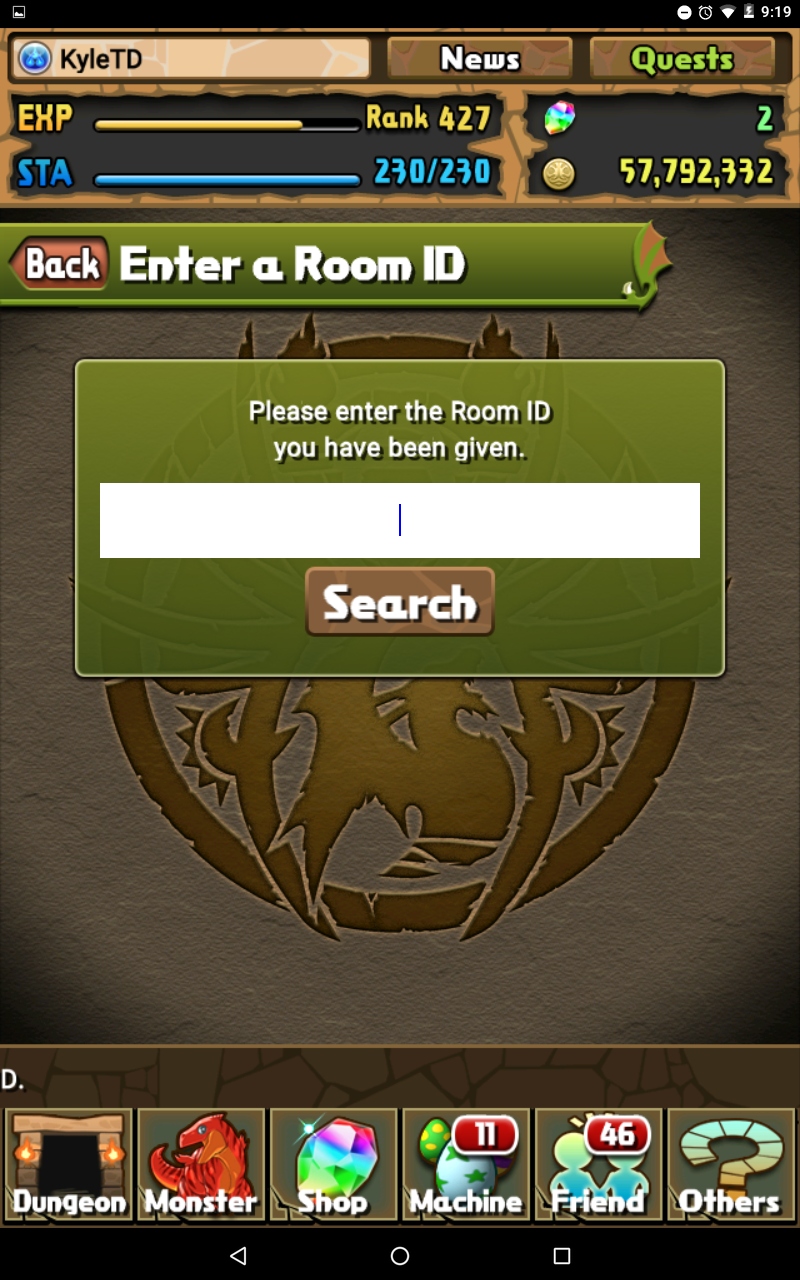 9:19
KyleTD
News
Quests
EXP
Rank 427
2
STA
230/230
57,792,332
Back
Enter a Room ID
Please enter the Room ID
you have been given.
Search
D.
11
46
Dungeon
Monster
Shop
Machine
Friend
Others